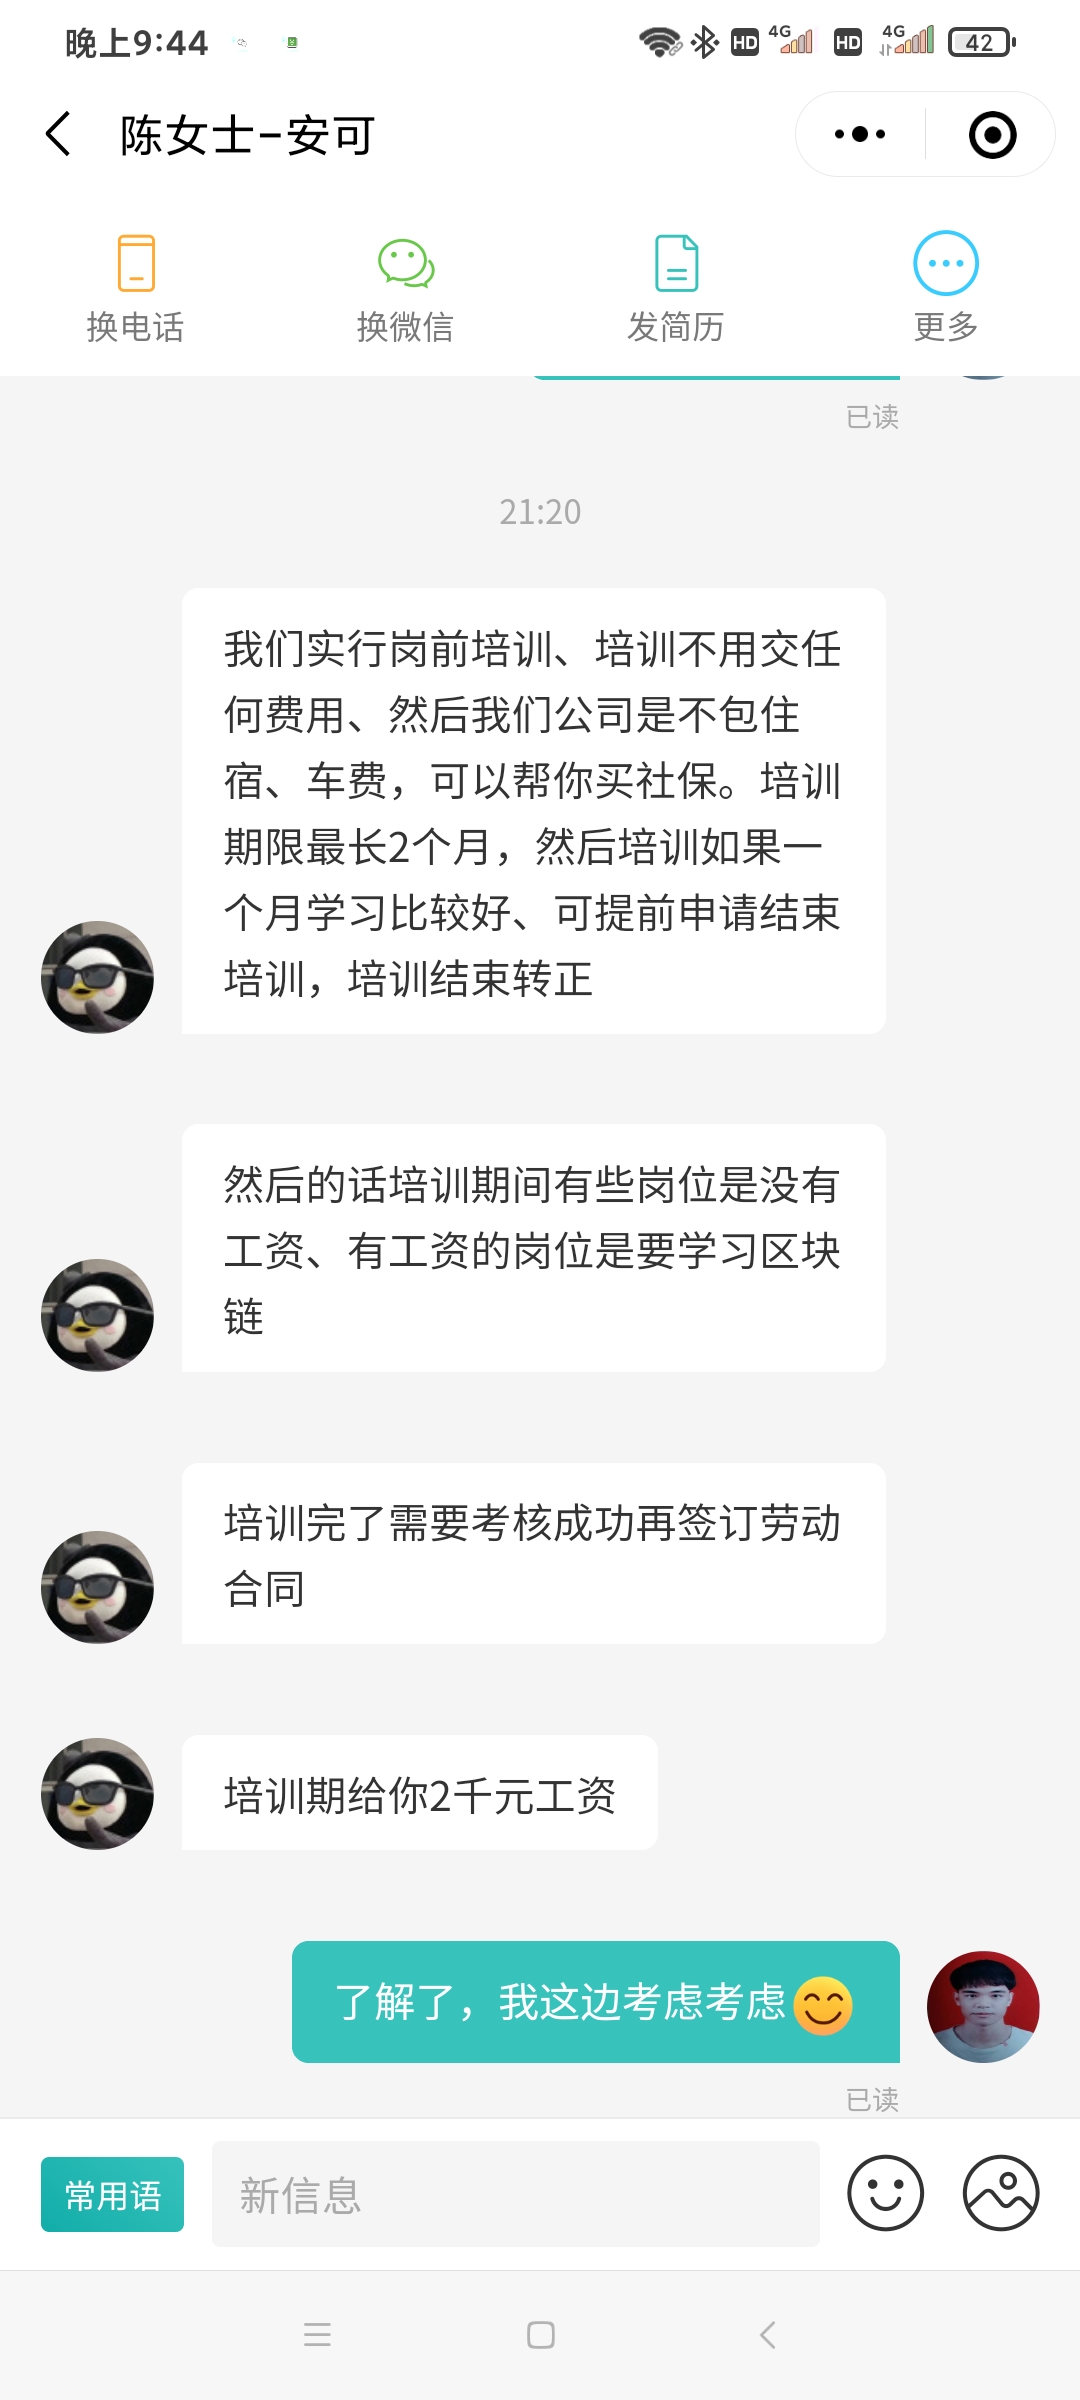 晚上9:44
HD 4G HD 4G 42
陈女士-安可
换电话 换微信 发简历 更多
已读
21:20
我们实行岗前培训、培训不用交任
何费用、然后我们公司是不包住
宿、车费，可以帮你买社保。培训
期限最长2个月，然后培训如果一
个月学习比较好、可提前申请结束
培训，培训结束转正
然后的话培训期间有些岗位是没有
工资、有工资的岗位是要学习区块
链
培训完了需要考核成功再签订劳动
合同
培训期给你2千元工资
了解了，我这边考虑考虑😊
已读
常用语 新信息